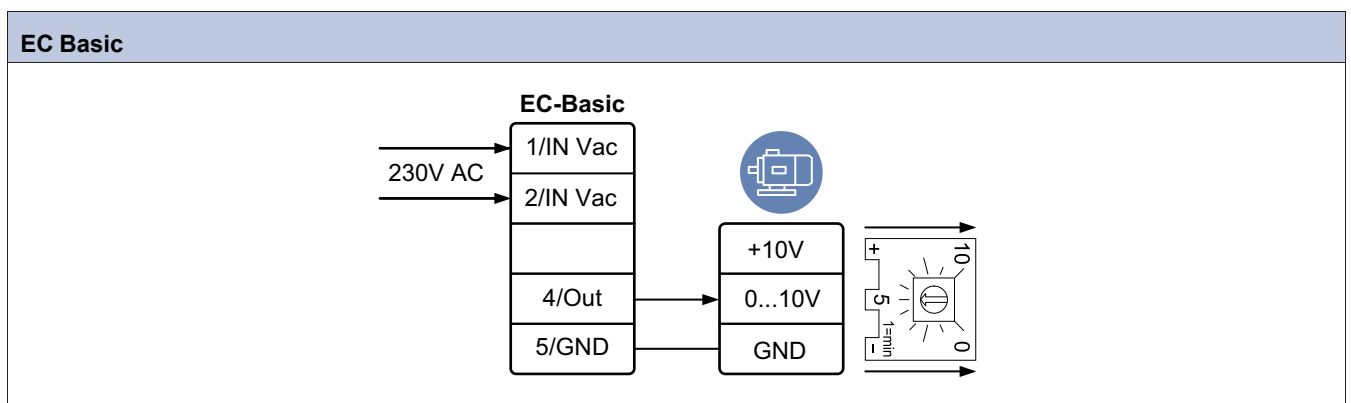 EC Basic
EC-Basic
1/IN Vac
230V AC
2/IN Vac
+10V
4/Out
0...10V
5/GND
GND
+
10
5
1=min
-
0